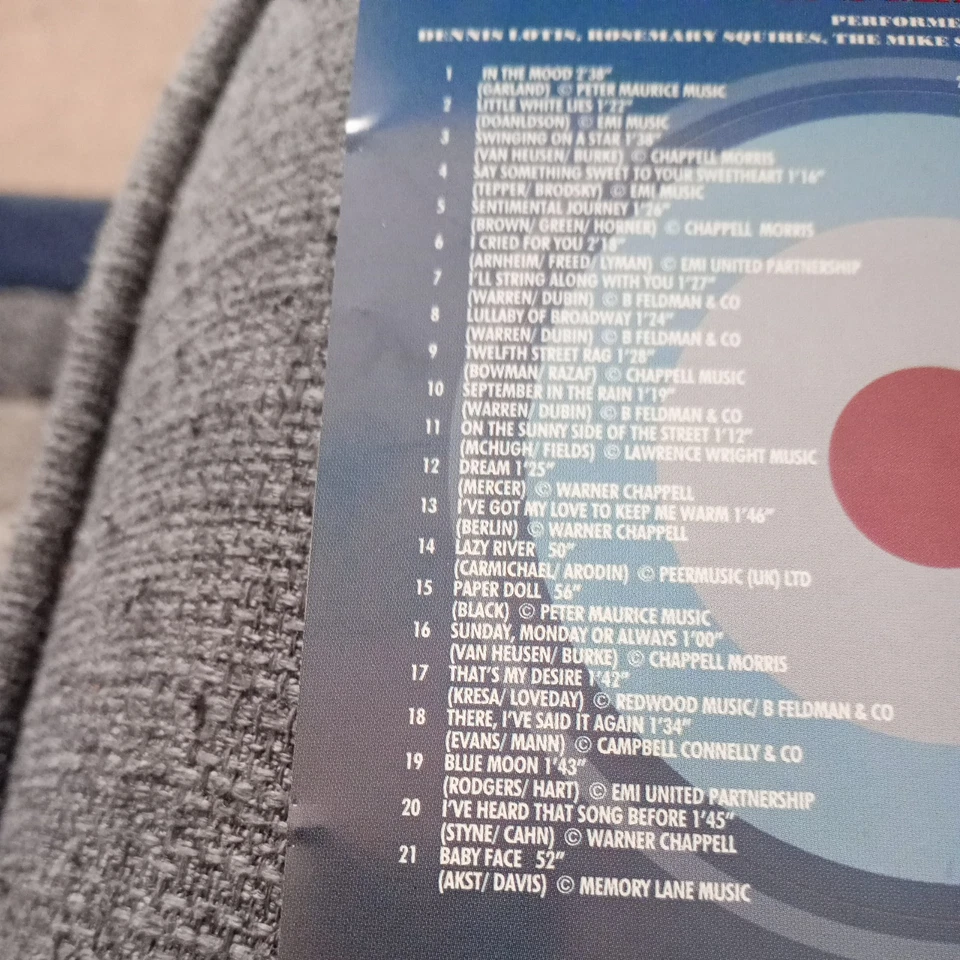 PERFORME
DENNIS LOTIS, ROSEMARY SQUIRES, THE MIKE S
1 IN THE MOOD 2'38"
(GARLAND) © PETER MAURICE MUSIC
2 LITTLE WHITE LIES 1'22"
(DOANLDSON) © EMI MUSIC
3 SWINGING ON A STAR 1'38"
(VAN HEUSEN/ BURKE) © CHAPPELL MORRIS
4 SAY SOMETHING SWEET TO YOUR SWEETHEART 1'16"
(TEPPER/ BRODSKY) © EMI MUSIC
5 SENTIMENTAL JOURNEY 1'26"
(BROWN/ GREEN/ HORNER) © CHAPPELL MORRIS
6 I CRIED FOR YOU 2'18"
(ARNHEIM/ FREED/ LYMAN) © EMI UNITED PARTNERSHIP
7 I'LL STRING ALONG WITH YOU 1'27"
(WARREN/ DUBIN) © B FELDMAN & CO
8 LULLABY OF BROADWAY 1'24"
(WARREN/ DUBIN) © B FELDMAN & CO
9 TWELFTH STREET RAG 1'28"
(BOWMAN/ RAZAF) © CHAPPELL MUSIC
10 SEPTEMBER IN THE RAIN 1'19"
(WARREN/ DUBIN) © B FELDMAN & CO
11 ON THE SUNNY SIDE OF THE STREET 1'12"
(MCHUGH/ FIELDS) © LAWRENCE WRIGHT MUSIC
12 DREAM 1'25"
(MERCER) © WARNER CHAPPELL
13 I'VE GOT MY LOVE TO KEEP ME WARM 1'46"
(BERLIN) © WARNER CHAPPELL
14 LAZY RIVER 50"
(CARMICHAEL/ ARODIN) © PEERMUSIC (UK) LTD
15 PAPER DOLL 56"
(BLACK) © PETER MAURICE MUSIC
16 SUNDAY, MONDAY OR ALWAYS 1'00"
(VAN HEUSEN/ BURKE) © CHAPPELL MORRIS
17 THAT'S MY DESIRE 1'42"
(KRESA/ LOVEDAY) © REDWOOD MUSIC/ B FELDMAN & CO
18 THERE, I'VE SAID IT AGAIN 1'34"
(EVANS/ MANN) © CAMPBELL CONNELLY & CO
19 BLUE MOON 1'43"
(RODGERS/ HART) © EMI UNITED PARTNERSHIP
20 I'VE HEARD THAT SONG BEFORE 1'45"
(STYNE/ CAHN) © WARNER CHAPPELL
21 BABY FACE 52"
(AKST/ DAVIS) © MEMORY LANE MUSIC